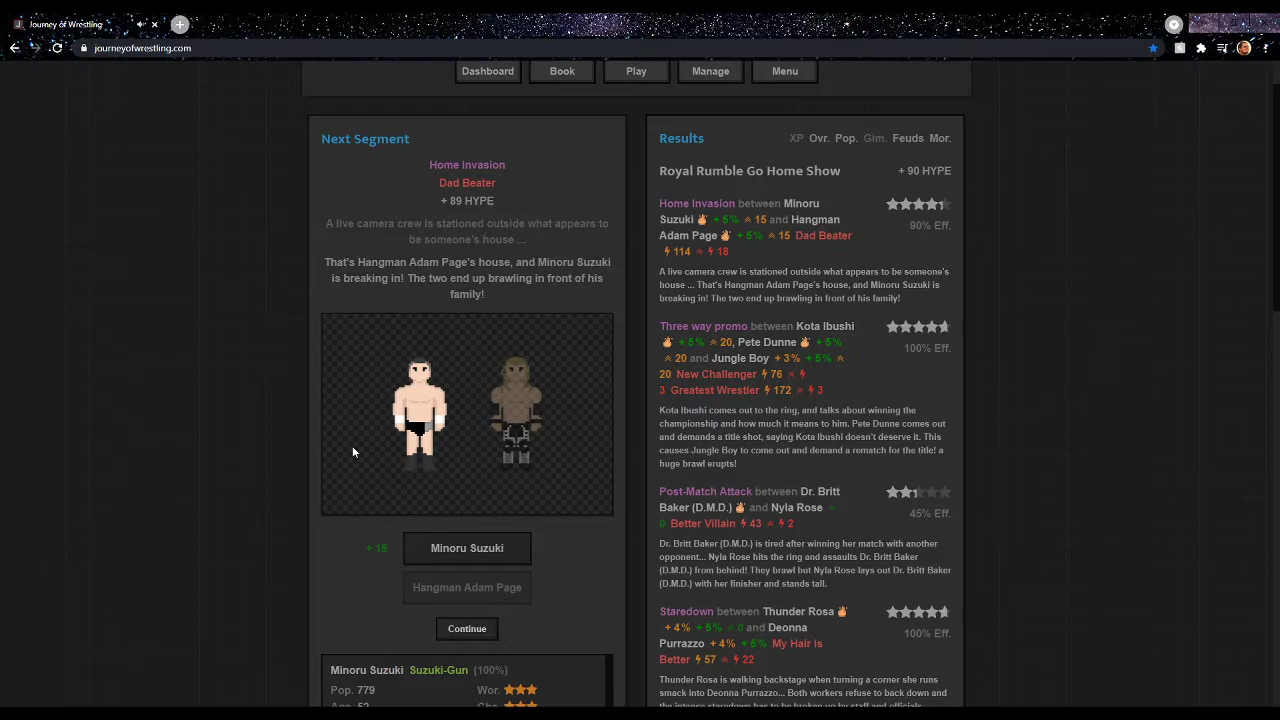 Journey of Wrestling
journeyofwrestling.com
Dashboard
Book
Play
Manage
Menu
Next Segment
Home Invasion
Dad Beater
+ 89 HYPE
A live camera crew is stationed outside what appears to
be someone's house ...
That's Hangman Adam Page's house, and Minoru Suzuki
is breaking in! The two end up brawling in front of his
family!
+ 15
Minoru Suzuki
Hangman Adam Page
Continue
Minoru Suzuki Suzuki-Gun (100%)
Pop. 779
Wor.
Age. 52
Cha.
Results
XP Ovr. Pop. Gim. Feuds Mor.
Royal Rumble Go Home Show
+ 90 HYPE
Home Invasion between Minoru
Suzuki + 5% 15 and Hangman
Adam Page + 5% 15 Dad Beater
114 18
90% Eff.
A live camera crew is stationed outside what appears to be someone's
house ... That's Hangman Adam Page's house, and Minoru Suzuki is
breaking in! The two end up brawling in front of his family!
Three way promo between Kota Ibushi
+ 5% 20, Pete Dunne + 5%
20 and Jungle Boy + 3% + 5%
20 New Challenger 76
3 Greatest Wrestler 172 3
100% Eff.
Kota Ibushi comes out to the ring, and talks about winning the
championship and how much it means to him. Pete Dunne comes out
and demands a title shot, saying Kota Ibushi doesn't deserve it. This
causes Jungle Boy to come out and demand a rematch for the title! a
huge brawl erupts!
Post-Match Attack between Dr. Britt
Baker (D.M.D.) and Nyla Rose
0 Better Villain 43 2
45% Eff.
Dr. Britt Baker (D.M.D.) is tired after winning her match with another
opponent... Nyla Rose hits the ring and assaults Dr. Britt Baker
(D.M.D.) from behind! They brawl but Nyla Rose lays out Dr. Britt Baker
(D.M.D.) with her finisher and stands tall.
Staredown between Thunder Rosa
+ 4% + 5% 0 and Deonna
Purrazzo + 4% + 5% My Hair Is
Better 57 22
100% Eff.
Thunder Rosa is walking backstage when turning a corner she runs
smack into Deonna Purrazzo... Both workers refuse to back down and
the intense staredown has to be broken up by staff and officials